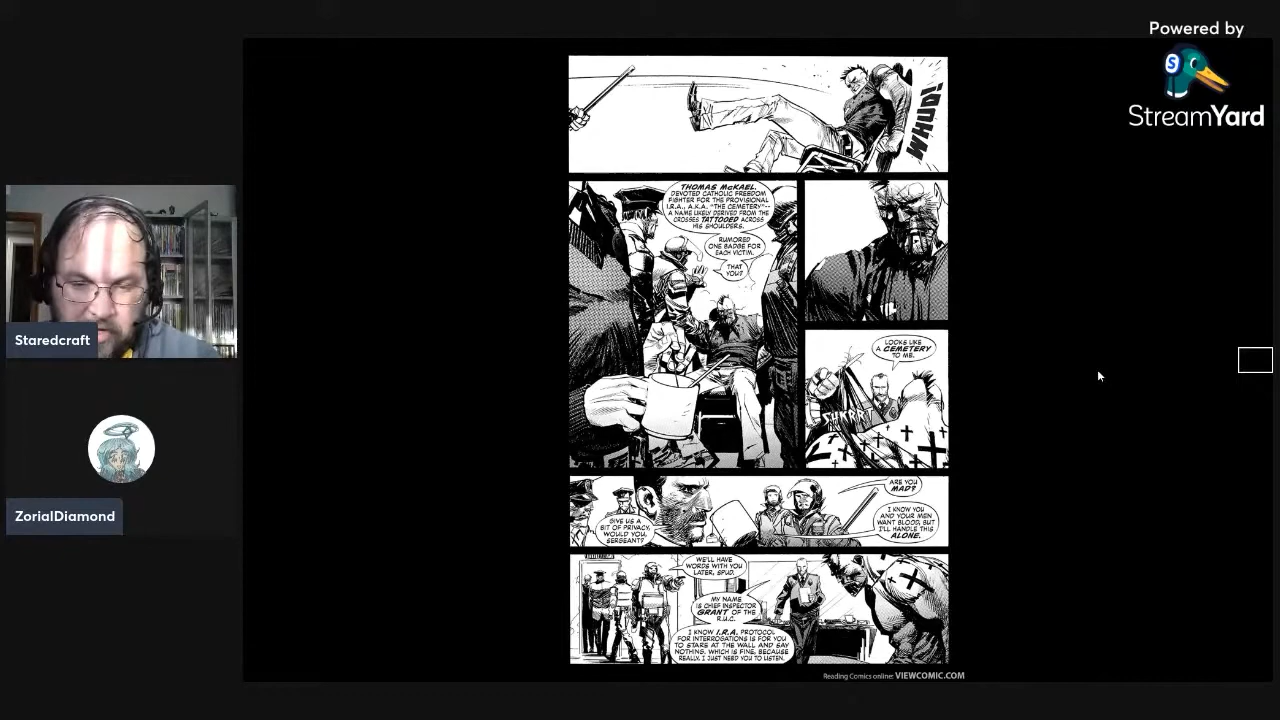 Powered by
StreamYard
WHUD!
THOMAS McKAEL.
DEVOTED CATHOLIC FREEDOM
FIGHTER FOR THE PROVISIONAL
I.R.A., A.K.A. "THE CEMETERY"--
A NAME LIKELY DERIVED FROM THE
CROSSES TATTOOED ACROSS
HIS SHOULDERS.
RUMORED
ONE BADGE FOR
EACH VICTIM.
THAT
YOU?
LOOKS LIKE
A CEMETERY
TO ME.
SHKRRT
GIVE US A
BIT OF PRIVACY,
WOULD YOU,
SERGEANT?
ARE YOU
MAD?
I KNOW YOU
AND YOUR MEN
WANT BLOOD, BUT
I'LL HANDLE THIS
ALONE.
WE'LL HAVE
WORDS WITH YOU
LATER, SPUD.
MY NAME
IS CHIEF INSPECTOR
GRANT OF THE
R.U.C.
I KNOW I.R.A. PROTOCOL
FOR INTERROGATIONS IS FOR YOU
TO STARE AT THE WALL AND SAY
NOTHING. WHICH IS FINE, BECAUSE
REALLY, I JUST NEED YOU TO LISTEN.
Reading Comics online: VIEWCOMIC.COM
Staredcraft
ZorialDiamond